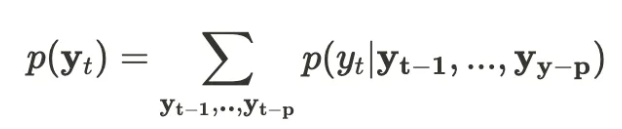 p(𝐲ₜ) = ∑ p(yₜ|𝐲ₜ₋₁, ..., 𝐲_{y−p})
𝐲ₜ₋₁,..,𝐲ₜ₋ₚ